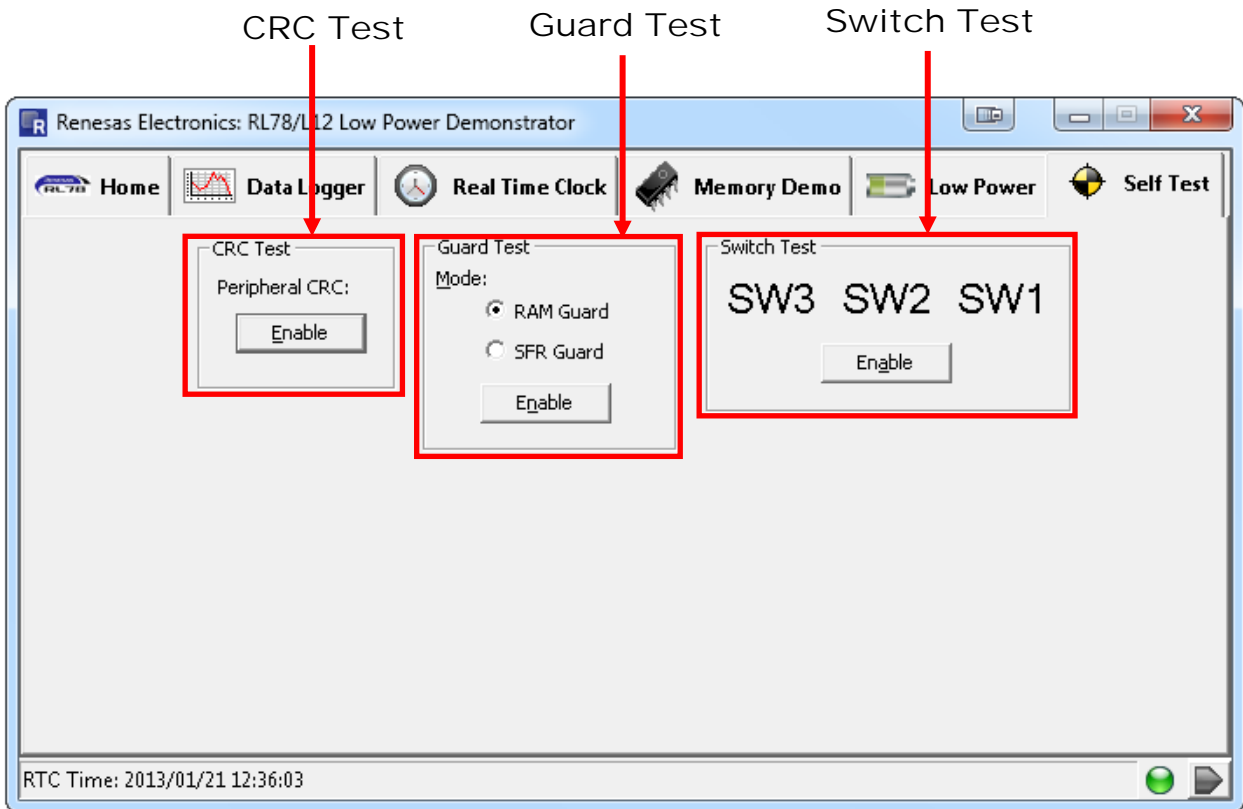 CRC Test Guard Test Switch Test
Renesas Electronics: RL78/L12 Low Power Demonstrator
RL78 Home Data Logger Real Time Clock Memory Demo Low Power Self Test
CRC Test
Peripheral CRC:
Enable
Guard Test
Mode:
RAM Guard
SFR Guard
Enable
Switch Test
SW3 SW2 SW1
Enable
RTC Time: 2013/01/21 12:36:03